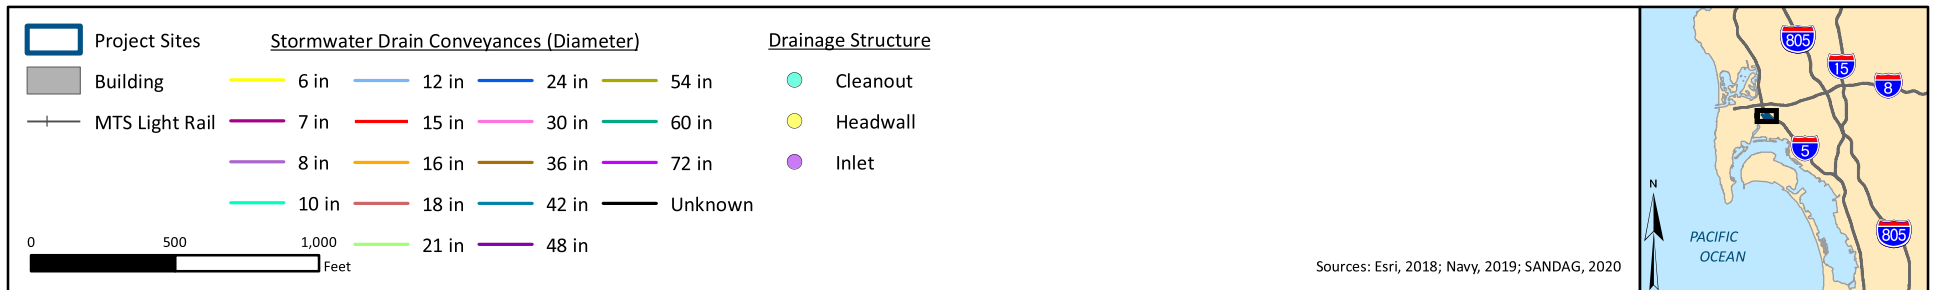 Project Sites
Building
MTS Light Rail
Stormwater Drain Conveyances (Diameter)
6 in
7 in
8 in
10 in
12 in
15 in
16 in
18 in
21 in
24 in
30 in
36 in
42 in
48 in
54 in
60 in
72 in
Unknown
Drainage Structure
Cleanout
Headwall
Inlet
0 500 1,000
Feet
Sources: Esri, 2018; Navy, 2019; SANDAG, 2020
805
15
8
5
805
N
PACIFIC
OCEAN